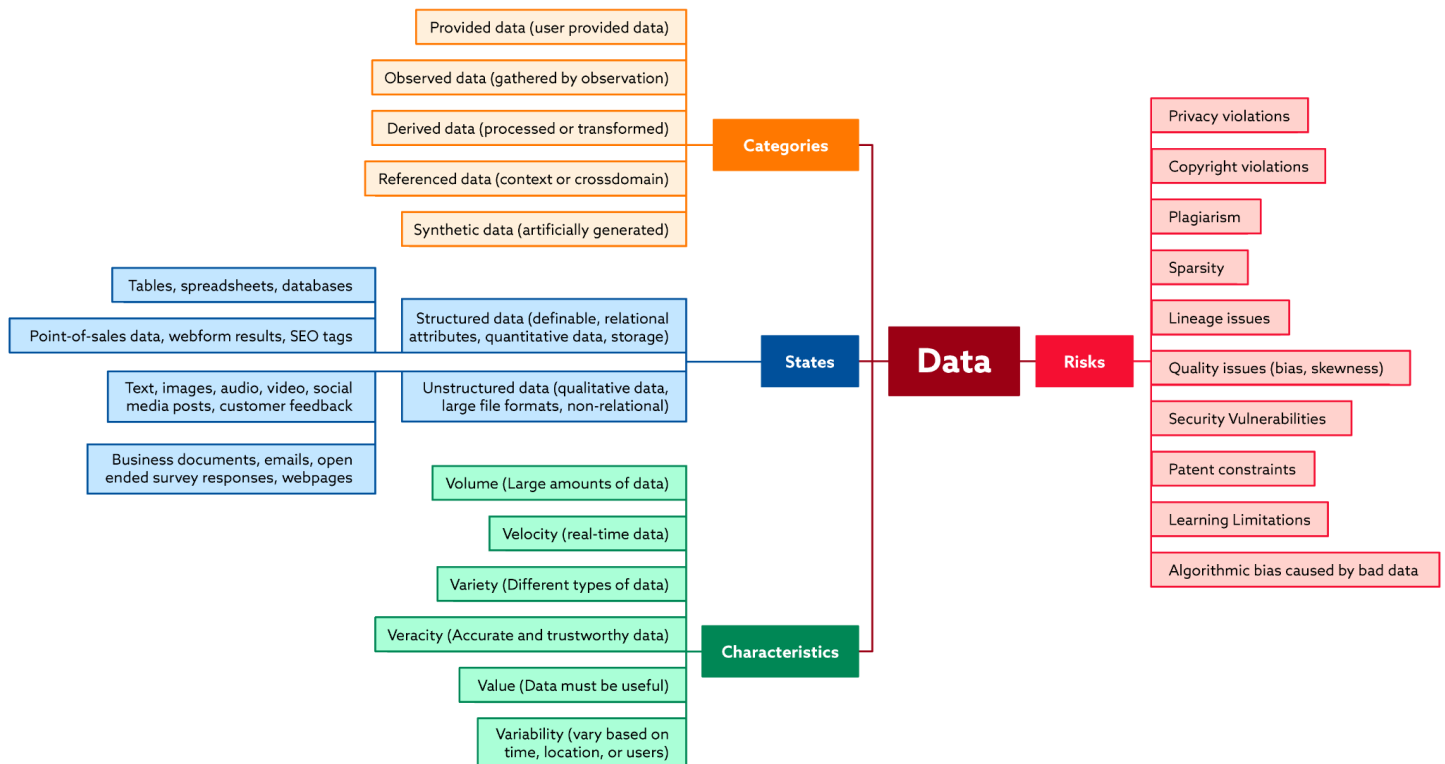 Provided data (user provided data)
Observed data (gathered by observation)
Derived data (processed or transformed)
Referenced data (context or crossdomain)
Synthetic data (artificially generated)
Categories
Tables, spreadsheets, databases
Point-of-sales data, webform results, SEO tags
Text, images, audio, video, social
media posts, customer feedback
Business documents, emails, open
ended survey responses, webpages
Structured data (definable, relational
attributes, quantitative data, storage)
Unstructured data (qualitative data,
large file formats, non-relational)
States
Volume (Large amounts of data)
Velocity (real-time data)
Variety (Different types of data)
Veracity (Accurate and trustworthy data)
Value (Data must be useful)
Variability (vary based on
time, location, or users)
Characteristics
Data
Risks
Privacy violations
Copyright violations
Plagiarism
Sparsity
Lineage issues
Quality issues (bias, skewness)
Security Vulnerabilities
Patent constraints
Learning Limitations
Algorithmic bias caused by bad data